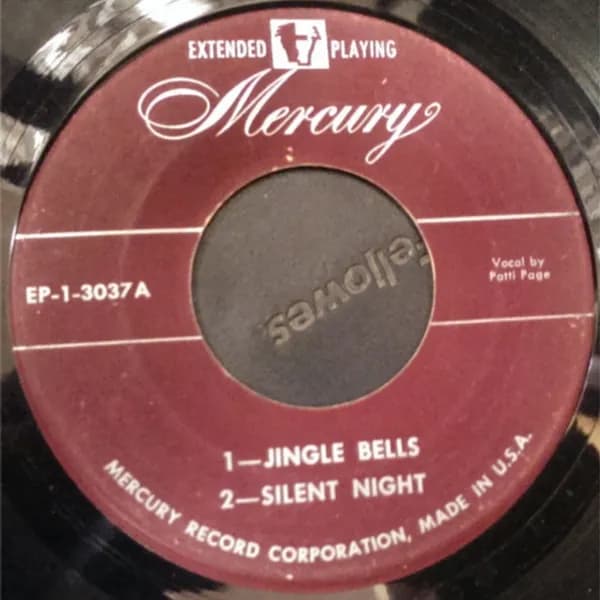 EXTENDED PLAYING
Mercury
EP-1-3037A
Vocal by
Patti Page
Fellowes
1—JINGLE BELLS
2—SILENT NIGHT
MERCURY RECORD CORPORATION, MADE IN U.S.A.